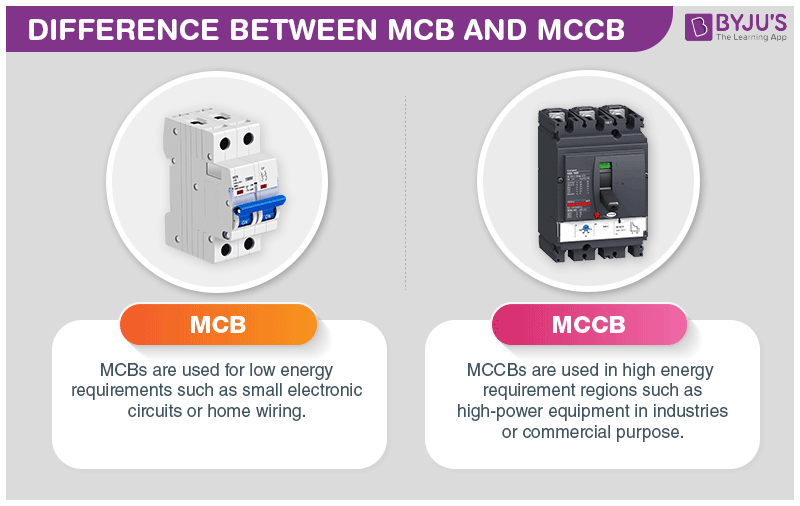 DIFFERENCE BETWEEN MCB AND MCCB
BYJU'S
The Learning App
MCB
MCBs are used for low energy
requirements such as small electronic
circuits or home wiring.
MCCB
MCCBs are used in high energy
requirement regions such as
high-power equipment in industries
or commercial purpose.